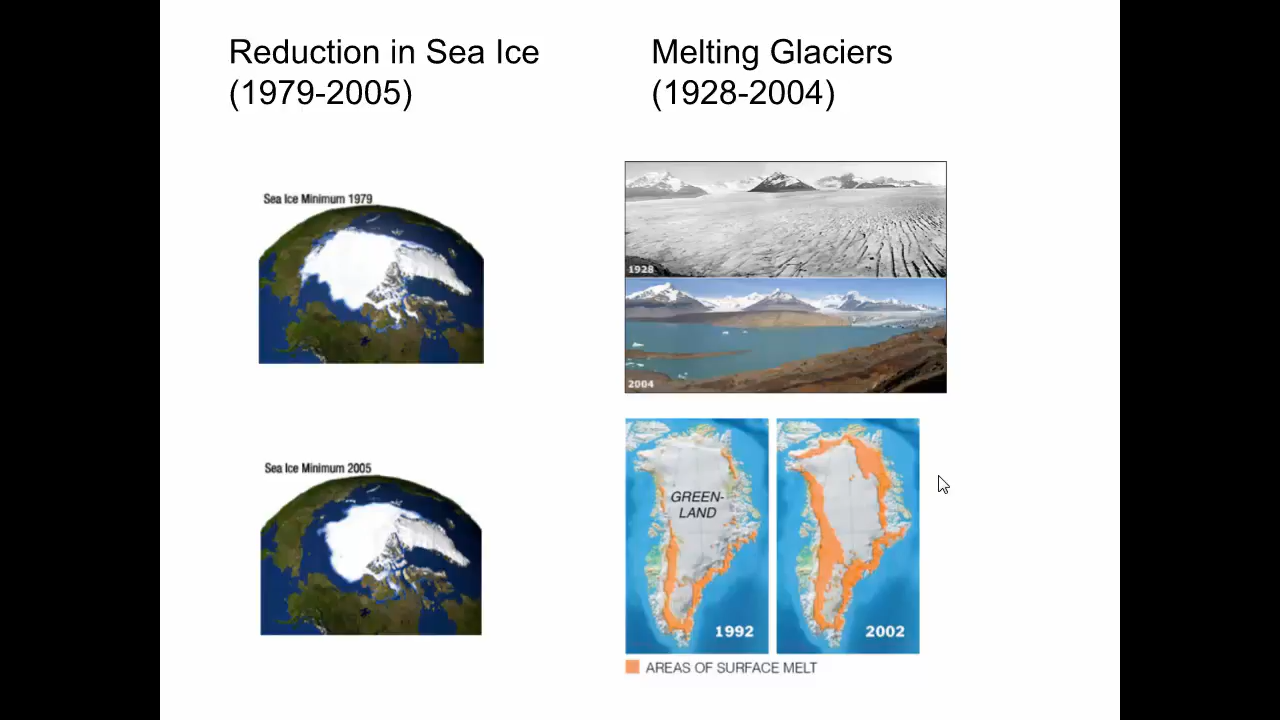 Reduction in Sea Ice
(1979-2005)
Melting Glaciers
(1928-2004)
Sea Ice Minimum 1979
1928
2004
Sea Ice Minimum 2005
GREEN-
LAND
1992
2002
AREAS OF SURFACE MELT